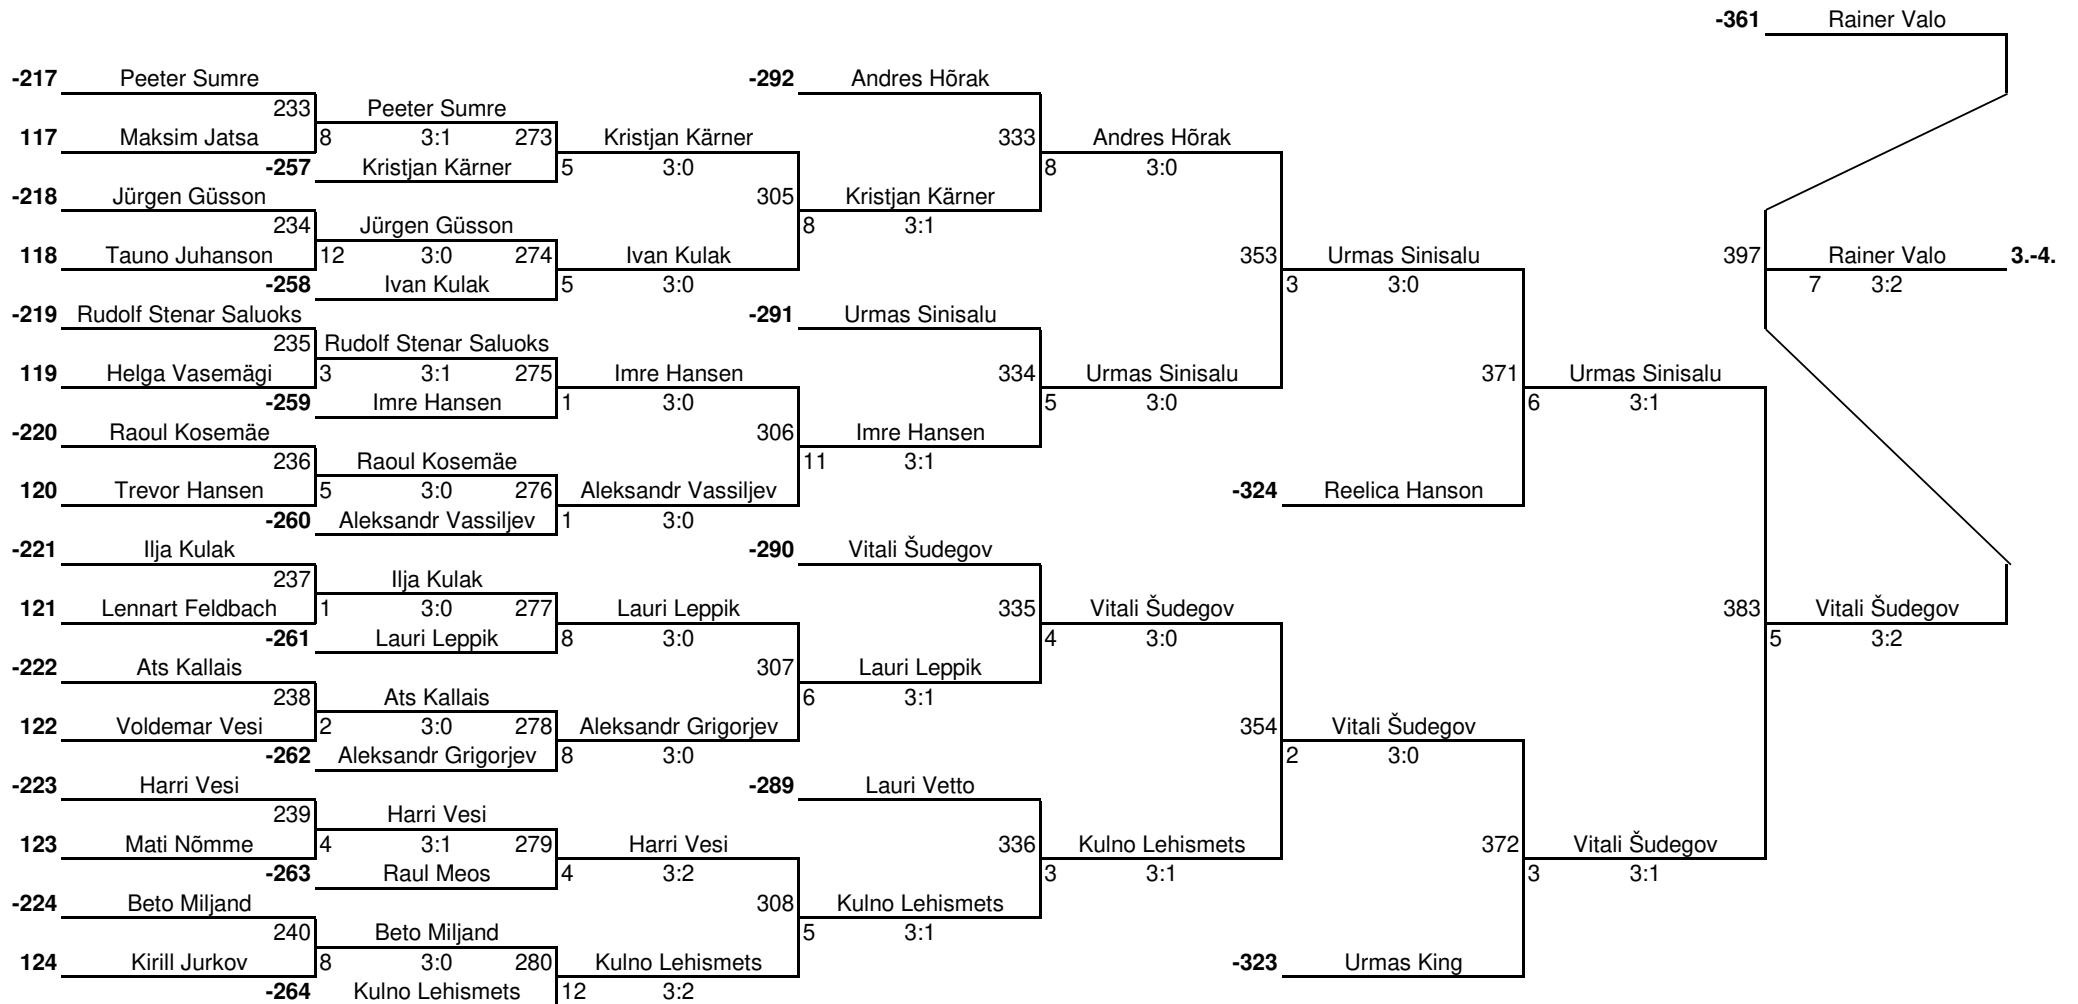 -361 Rainer Valo
-217 Peeter Sumre -292 Andres Hõrak
233 Peeter Sumre
117 Maksim Jatsa 8 3:1 273 Kristjan Kärner 333 Andres Hõrak
-257 Kristjan Kärner 5 3:0 8 3:0
-218 Jürgen Güsson 305 Kristjan Kärner
234 Jürgen Güsson 8 3:1
118 Tauno Juhanson 12 3:0 274 Ivan Kulak 353 Urmas Sinisalu 397 Rainer Valo 3.-4.
-258 Ivan Kulak 5 3:0 3 3:0 7 3:2
-219 Rudolf Stenar Saluoks -291 Urmas Sinisalu
235 Rudolf Stenar Saluoks
119 Helga Vasemägi 3 3:1 275 Imre Hansen 334 Urmas Sinisalu 371 Urmas Sinisalu
-259 Imre Hansen 1 3:0 5 3:0 6 3:1
-220 Raoul Kosemäe 306 Imre Hansen
236 Raoul Kosemäe 11 3:1
120 Trevor Hansen 5 3:0 276 Aleksandr Vassiljev -324 Reelica Hanson
-260 Aleksandr Vassiljev 1 3:0
-221 Ilja Kulak -290 Vitali Šudegov
237 Ilja Kulak
121 Lennart Feldbach 1 3:0 277 Lauri Leppik 335 Vitali Šudegov 383 Vitali Šudegov
-261 Lauri Leppik 8 3:0 4 3:0 5 3:2
-222 Ats Kallais 307 Lauri Leppik
238 Ats Kallais 6 3:1
122 Voldemar Vesi 2 3:0 278 Aleksandr Grigorjev 354 Vitali Šudegov
-262 Aleksandr Grigorjev 8 3:0 2 3:0
-223 Harri Vesi -289 Lauri Vetto
239 Harri Vesi
123 Mati Nõmme 4 3:1 279 Harri Vesi 336 Kulno Lehismets 372 Vitali Šudegov
-263 Raul Meos 4 3:2 3 3:1 3 3:1
-224 Beto Miljand 308 Kulno Lehismets
240 Beto Miljand 5 3:1
124 Kirill Jurkov 8 3:0 280 Kulno Lehismets -323 Urmas King
-264 Kulno Lehismets 12 3:2